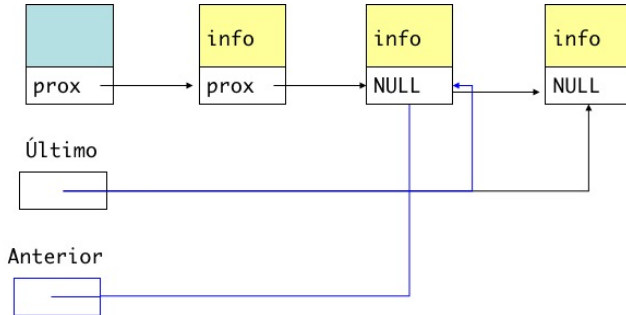 info info info
prox prox NULL NULL
Último
Anterior